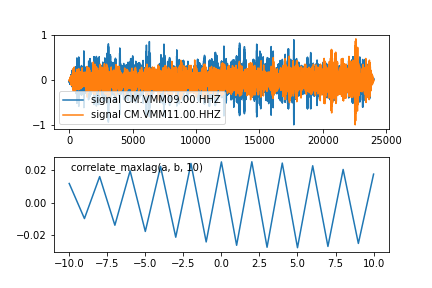 1
0
−1
signal CM.VMM09.00.HHZ
signal CM.VMM11.00.HHZ
0 5000 10000 15000 20000 25000
0.02
0.00
−0.02
correlate_maxlag(a, b, 10)
−10.0 −7.5 −5.0 −2.5 0.0 2.5 5.0 7.5 10.0